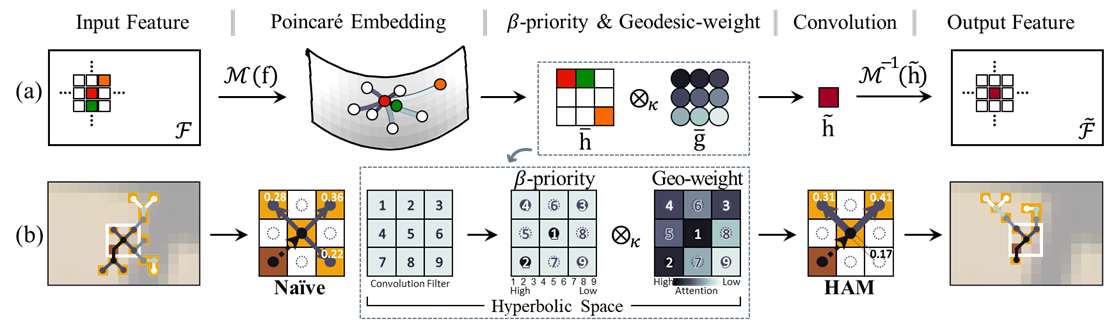 Input Feature
Poincaré Embedding
β-priority & Geodesic-weight
Convolution
Output Feature
(a)
ℱ
ℳ(f)
h̄
⊗κ
ḡ
h̃
ℳ⁻¹(h̃)
ℱ̃
(b)
0.28 0.36
0.22
Naïve
1 2 3
4 5 6
7 8 9
Convolution Filter
β-priority
4 6 3
5 1 8
2 7 9
1 2 3 4 5 6 7 8 9
High Low
⊗κ
Geo-weight
4 6 3
5 1 8
2 7 9
High Low
Attention
Hyperbolic Space
0.31 0.41
0.17
HAM